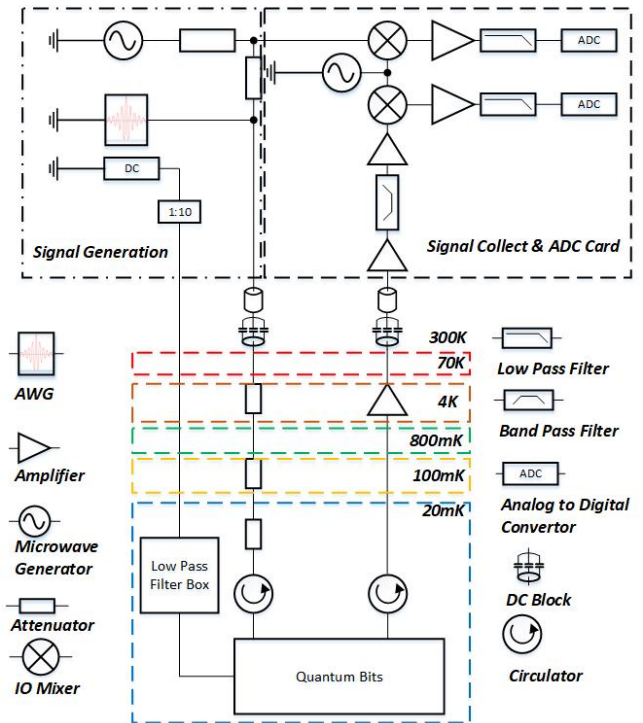 ADC
ADC
DC
1:10
Signal Generation
Signal Collect & ADC Card
300K
70K
4K
800mK
100mK
20mK
AWG
Amplifier
Microwave
Generator
Attenuator
IO Mixer
Low Pass
Filter Box
Quantum Bits
Low Pass Filter
Band Pass Filter
ADC
Analog to Digital
Convertor
DC Block
Circulator